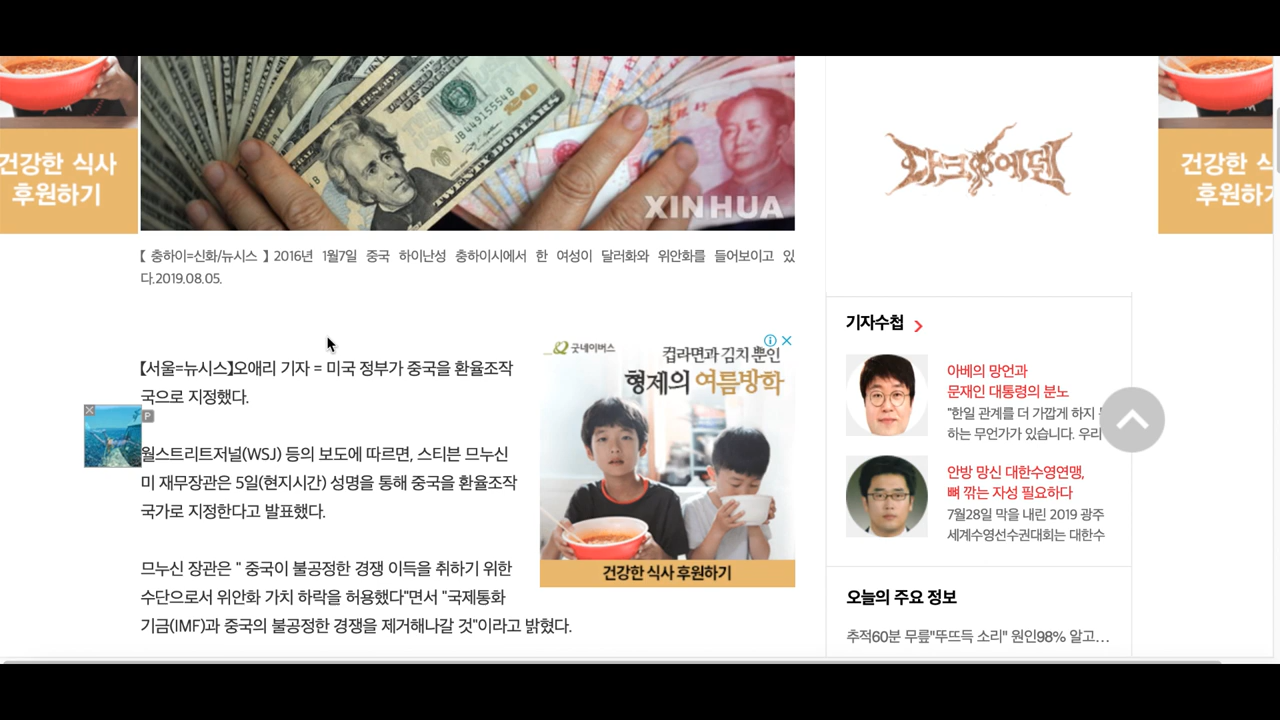 건강한 식사
후원하기
JB 49115554 B
20
TWENTY DOLLARS
XINHUA
【 충하이=신화/뉴시스 】 2016년 1월7일 중국 하이난성 충하이시에서 한 여성이 달러화와 위안화를 들어보이고 있
다.2019.08.05.
【서울=뉴시스】오애리 기자 = 미국 정부가 중국을 환율조작
국으로 지정했다.
월스트리트저널(WSJ) 등의 보도에 따르면, 스티븐 므누신
미 재무장관은 5일(현지시간) 성명을 통해 중국을 환율조작
국가로 지정한다고 발표했다.
므누신 장관은 " 중국이 불공정한 경쟁 이득을 취하기 위한
수단으로서 위안화 가치 하락을 허용했다"면서 "국제통화
기금(IMF)과 중국의 불공정한 경쟁을 제거해나갈 것"이라고 밝혔다.
P
굿네이버스
컵라면과 김치 뿐인
형제의 여름방학
건강한 식사 후원하기
다크에덴
기자수첩
아베의 망언과
문재인 대통령의 분노
"한일 관계를 더 가깝게 하지
하는 무언가가 있습니다. 우리
안방 망신 대한수영연맹,
뼈 깎는 자성 필요하다
7월28일 막을 내린 2019 광주
세계수영선수권대회는 대한수
오늘의 주요 정보
추적60분 무릎"뚜뜨득 소리" 원인98% 알고…
건강한
후원하